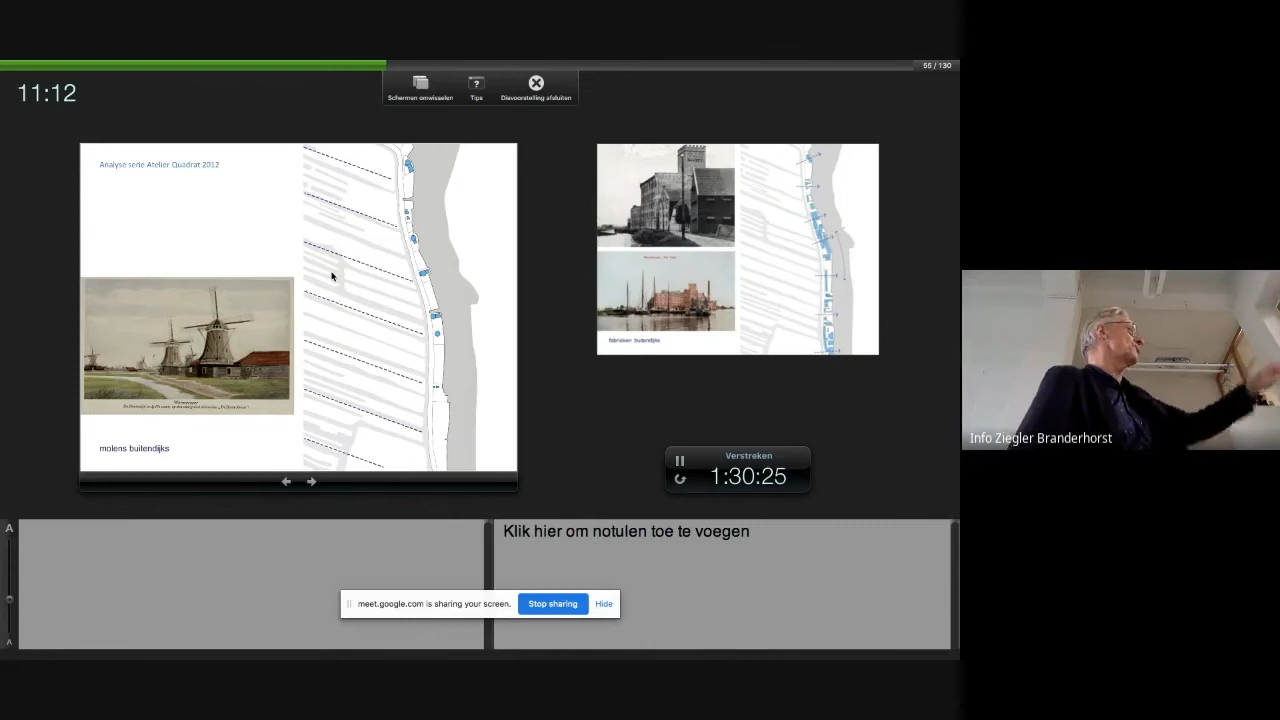 55 / 130
11:12
Schermen omwisselen
Tips
Diavoorstelling afsluiten
Analyse serie Atelier Quadrat 2012
molens buitendijks
fabrieken buitendijks
Verstreken
1:30:25
Info Ziegler Branderhorst
A
Klik hier om notulen toe te voegen
meet.google.com is sharing your screen.
Stop sharing
Hide
A